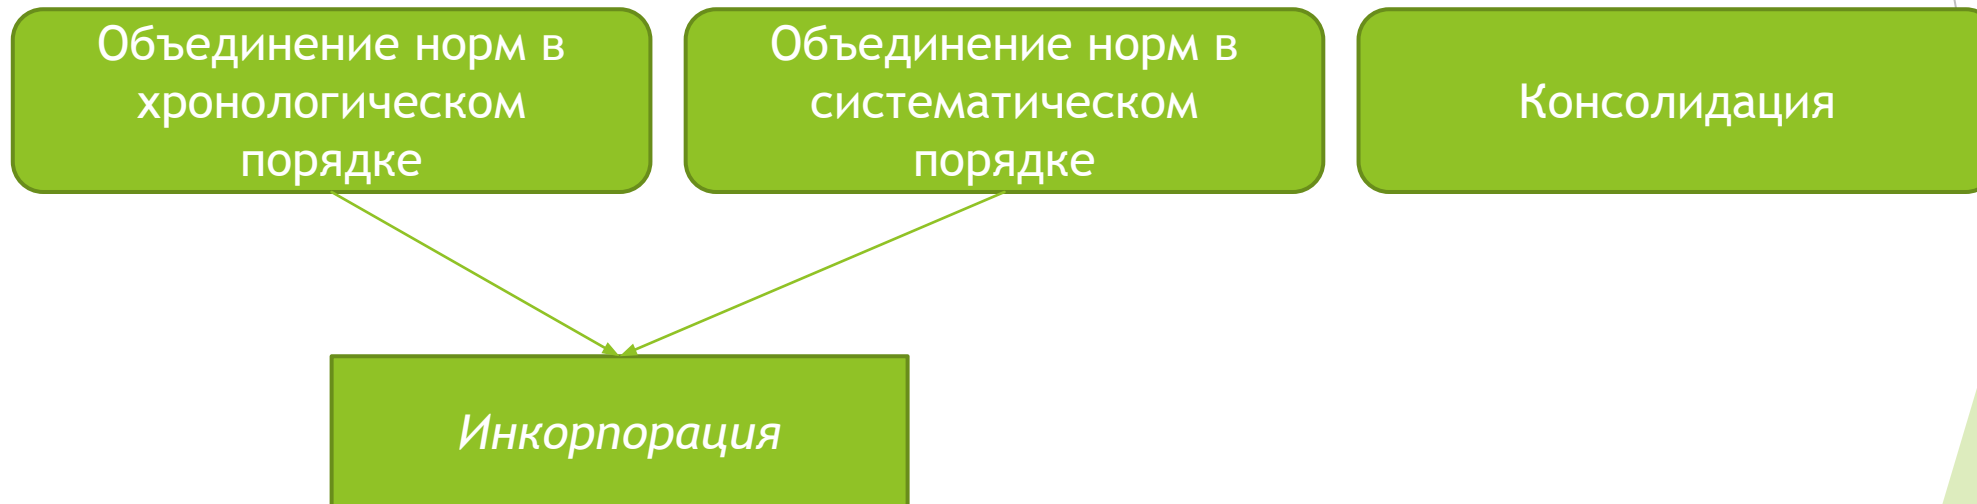 Объединение норм в
хронологическом
порядке
Объединение норм в
систематическом
порядке
Консолидация
Инкорпорация